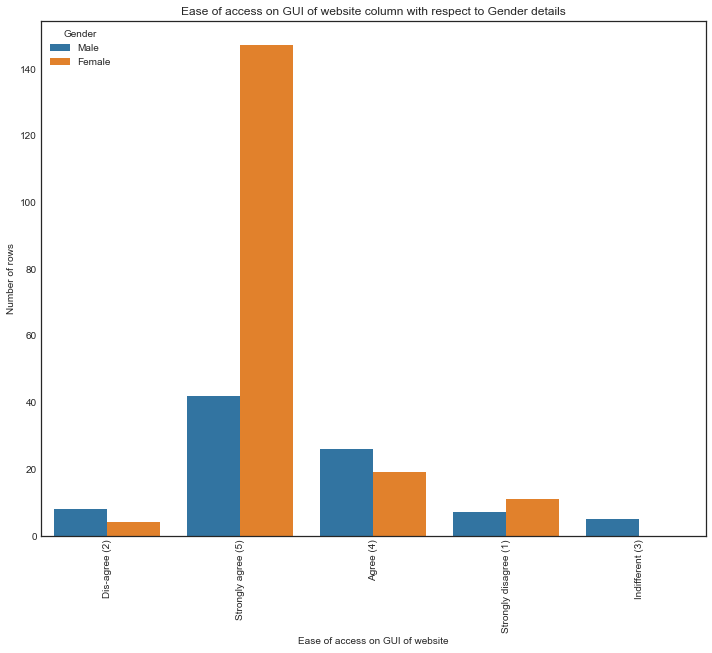 Ease of access on GUI of website column with respect to Gender details
Gender
Male
Female
Number of rows
140
120
100
80
60
40
20
0
Dis-agree (2)
Strongly agree (5)
Agree (4)
Strongly disagree (1)
Indifferent (3)
Ease of access on GUI of website